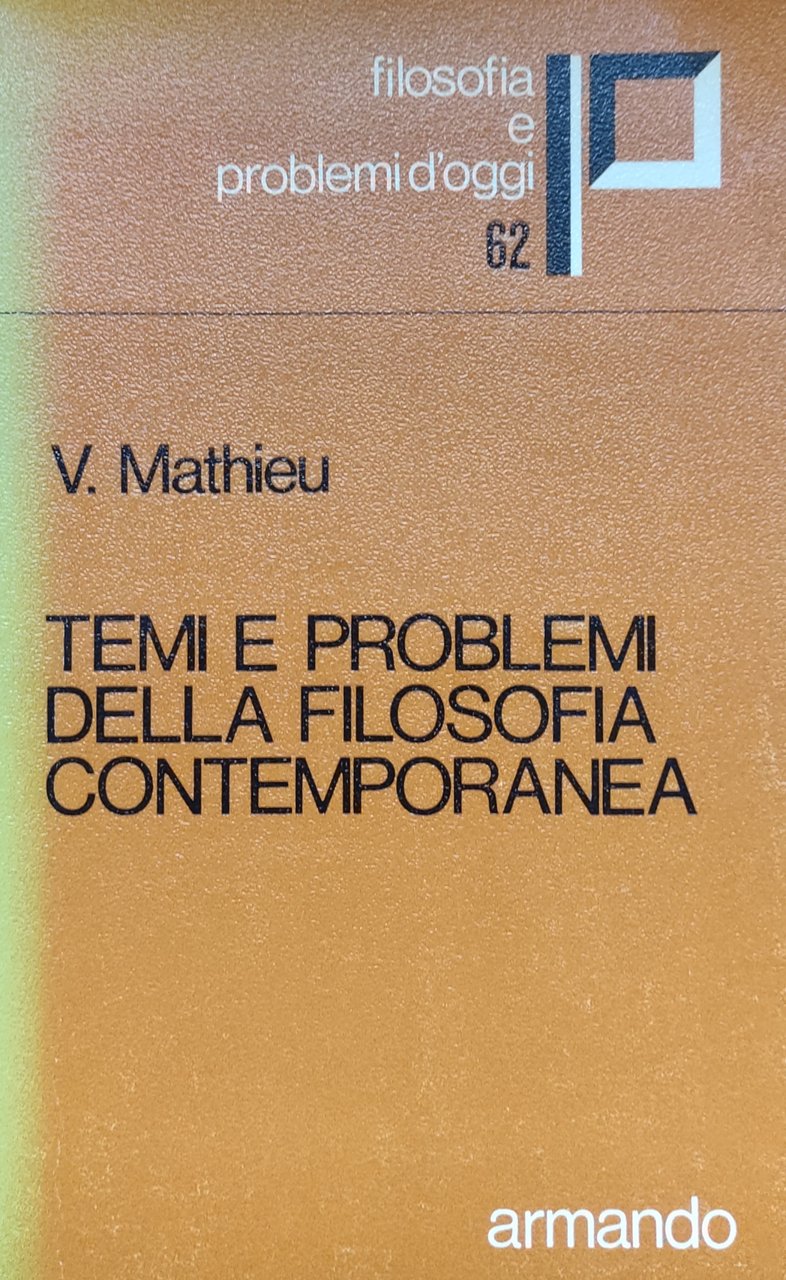 filosofia
e
problemi d'oggi
62
V. Mathieu
TEMI E PROBLEMI
DELLA FILOSOFIA
CONTEMPORANEA
armando